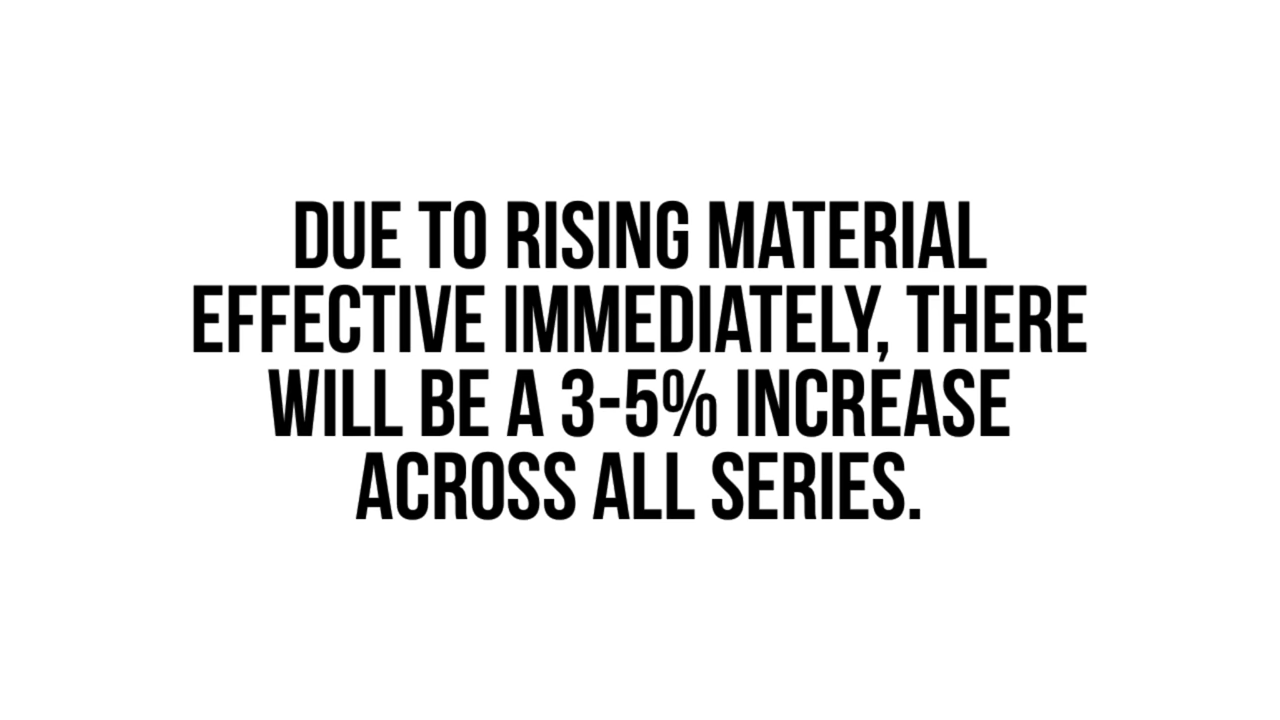 DUE TO RISING MATERIAL
EFFECTIVE IMMEDIATELY, THERE
WILL BE A 3-5% INCREASE
ACROSS ALL SERIES.